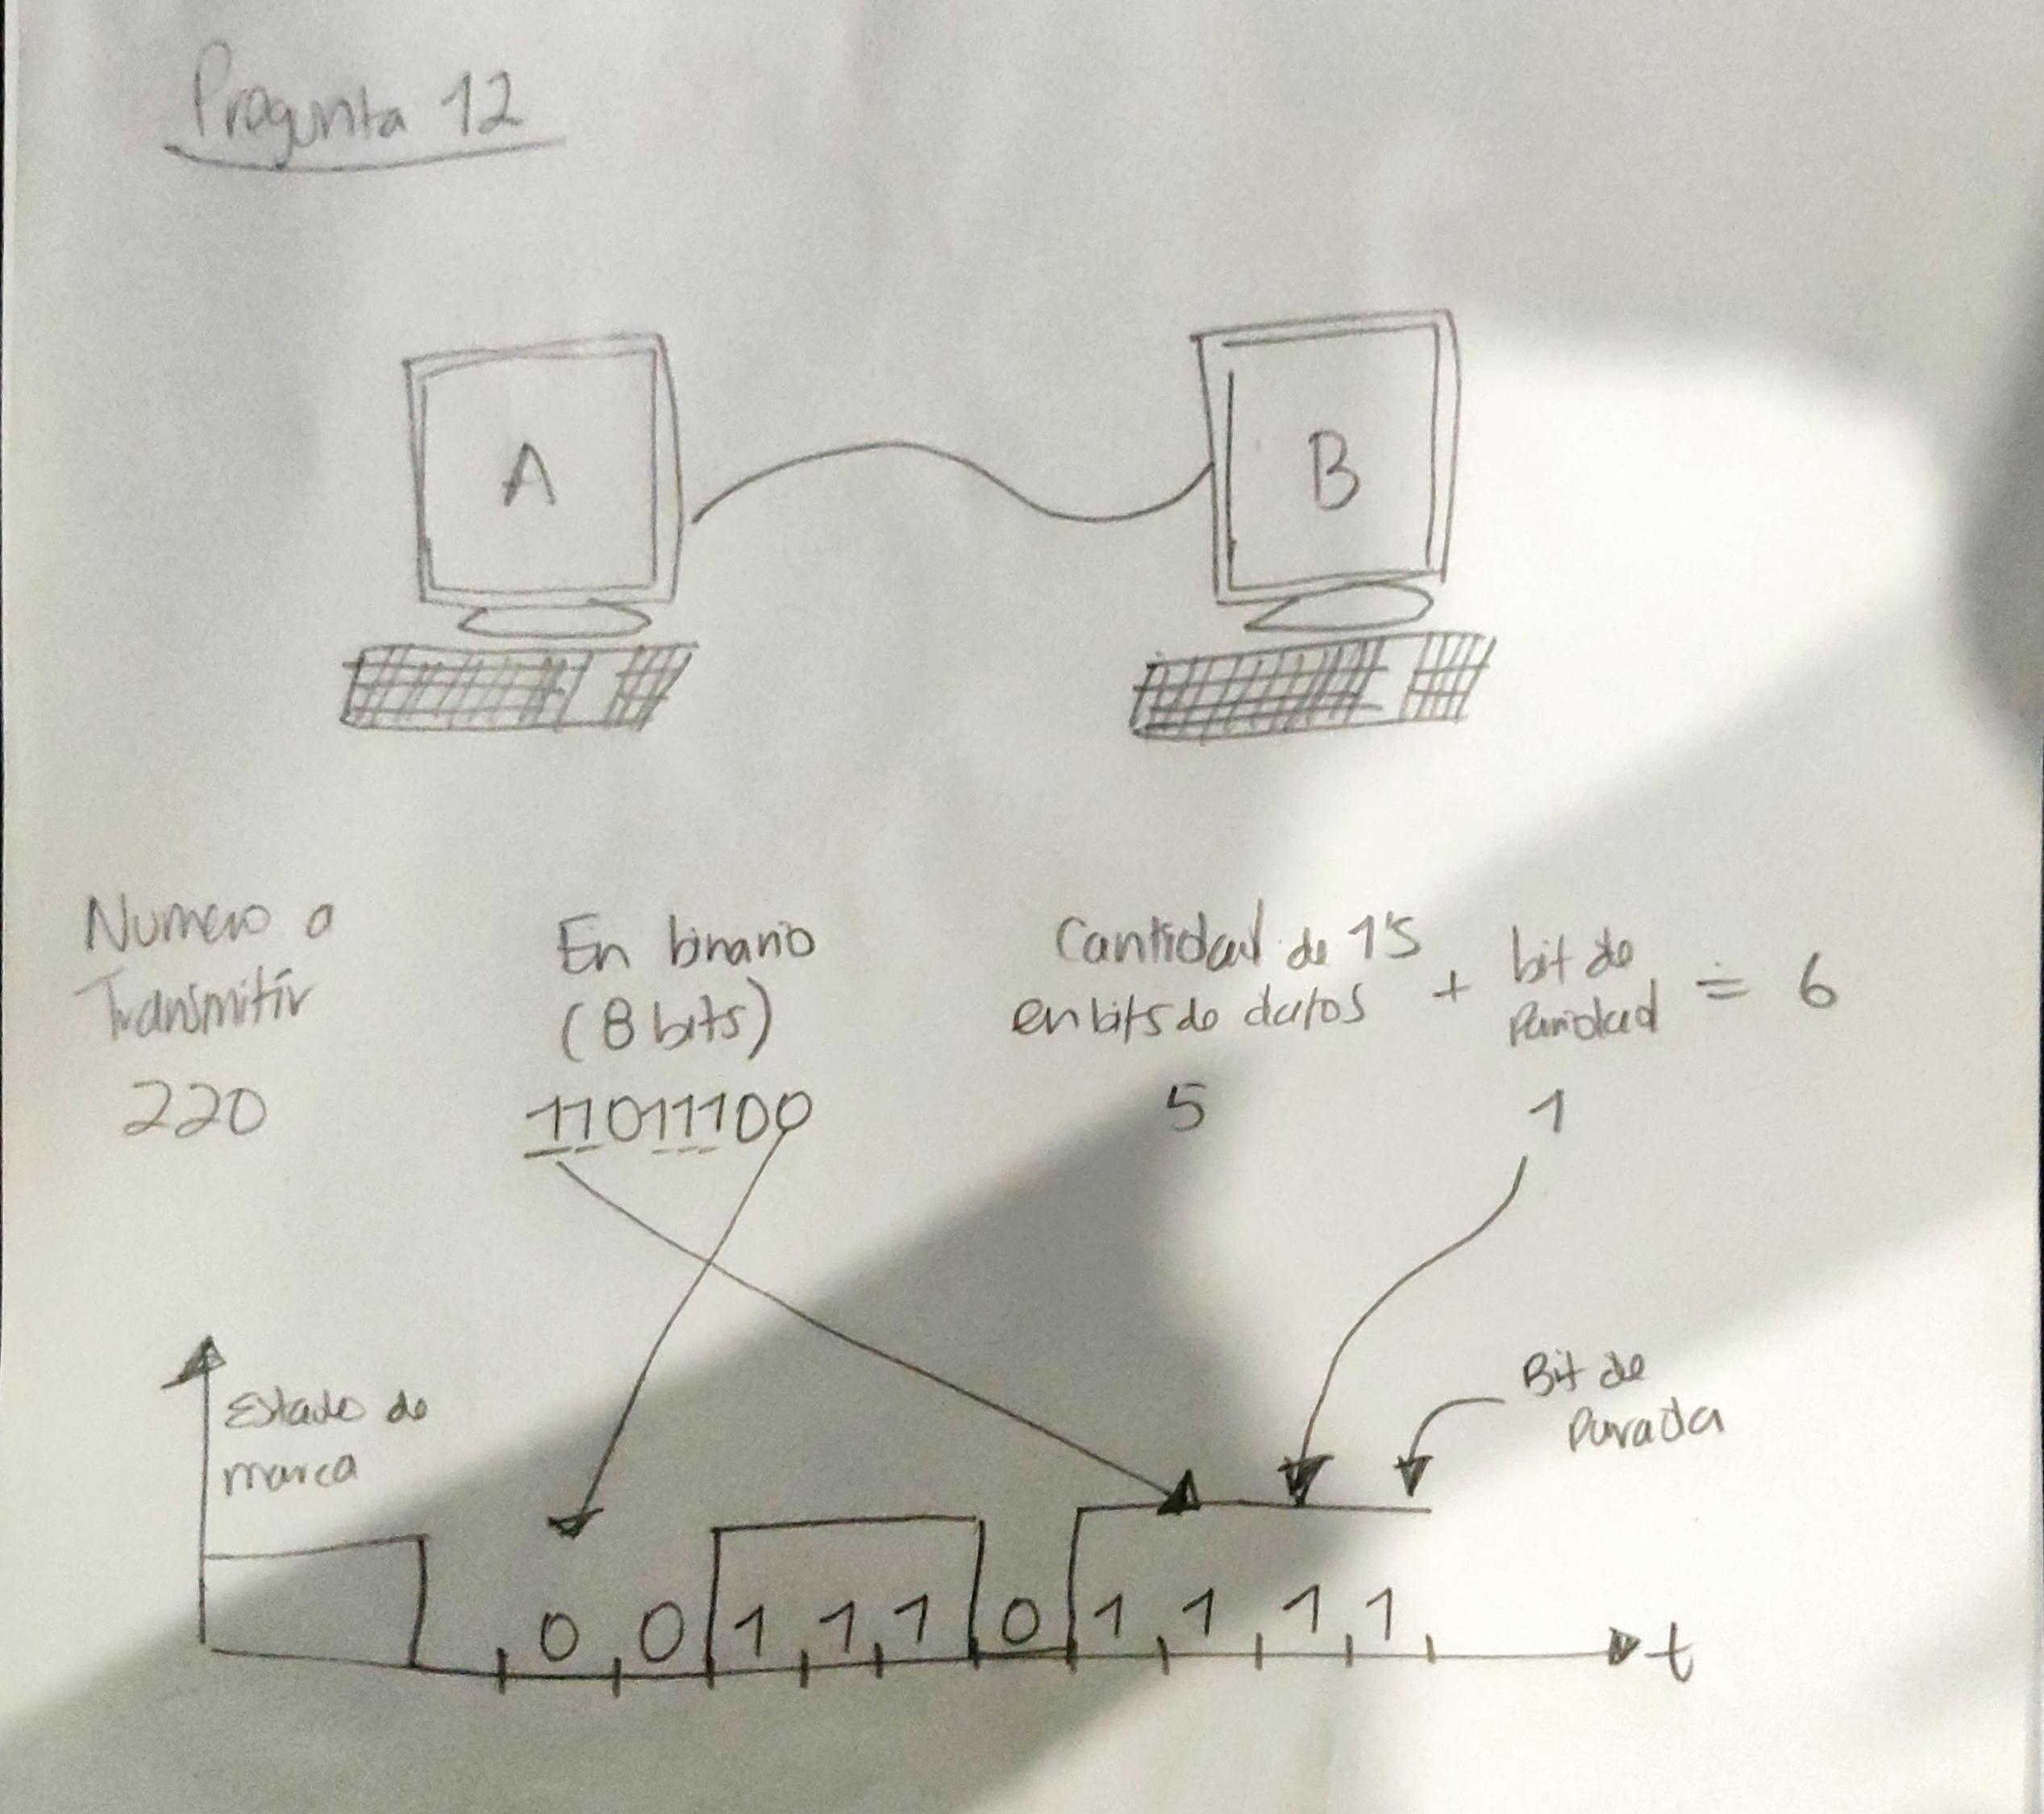 Pregunta 12
A
B
Numero a
Transmitir
220
En binario
(8 bits)
11011100
Cantidad de 1's
en bits de datos
5
+
bit de
Paridad
1
= 6
Estado de
marca
Bit de
Parada
0 0 1 1 1 0 1 1 1 1
t